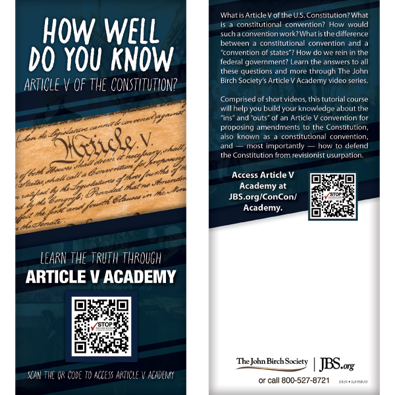 HOW WELL
DO YOU KNOW
ARTICLE V OF THE CONSTITUTION?
Article. V.
LEARN THE TRUTH THROUGH
ARTICLE V ACADEMY
STOP
SCAN THE QR CODE TO ACCESS ARTICLE V ACADEMY
What is Article V of the U.S. Constitution? What
is a constitutional convention? How would
such a convention work? What is the difference
between a constitutional convention and a
"convention of states"? How do we rein in the
federal government? Learn the answers to all
these questions and more through The John
Birch Society's Article V Academy video series.
Comprised of short videos, this tutorial course
will help you build your knowledge about the
"ins" and "outs" of an Article V convention for
proposing amendments to the Constitution,
also known as a constitutional convention,
and — most importantly — how to defend
the Constitution from revisionist usurpation.
Access Article V
Academy at
JBS.org/ConCon/
Academy.
STOP
The John Birch Society | JBS.org
or call 800-527-8721